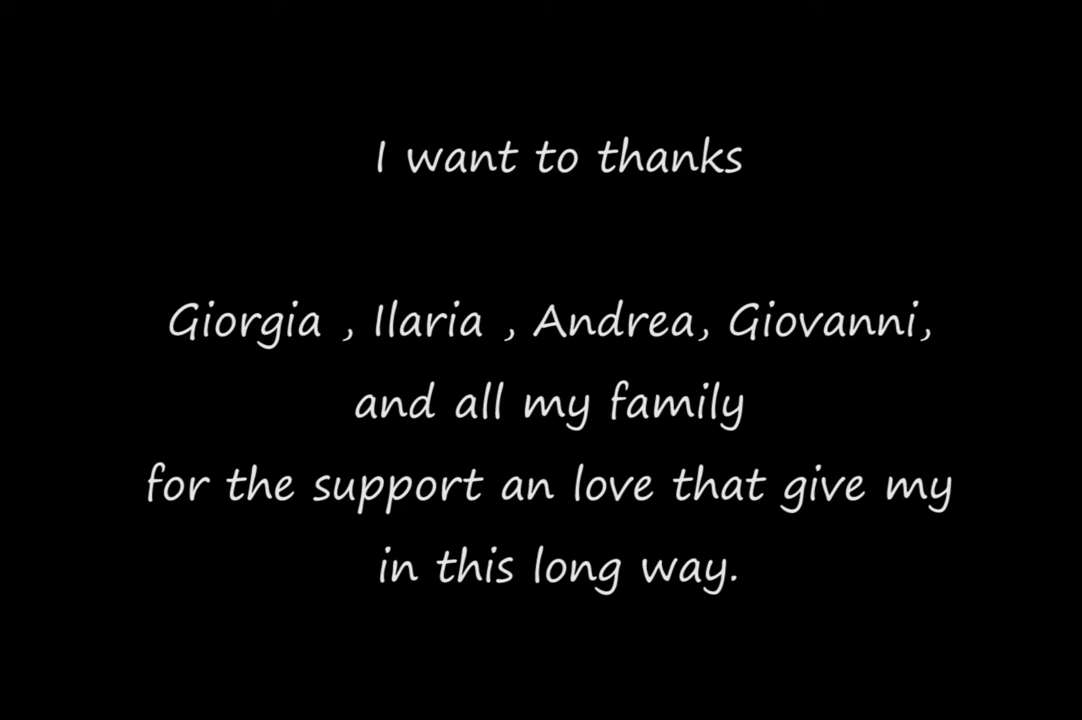 I want to thanks
Giorgia , Ilaria , Andrea, Giovanni,
and all my family
for the support an love that give my
in this long way.